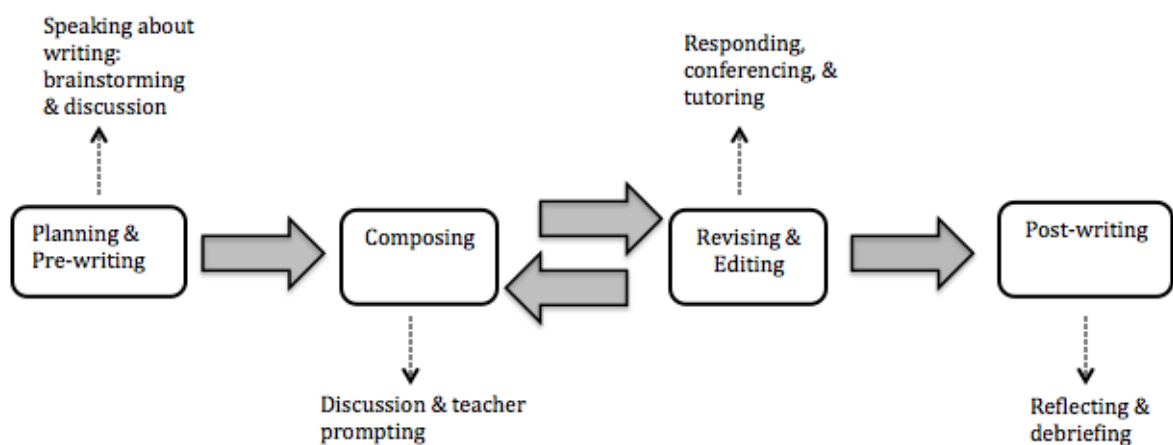 Speaking about
writing:
brainstorming
& discussion
Responding,
conferencing, &
tutoring
Planning &
Pre-writing
Composing
Revising &
Editing
Post-writing
Discussion & teacher
prompting
Reflecting &
debriefing